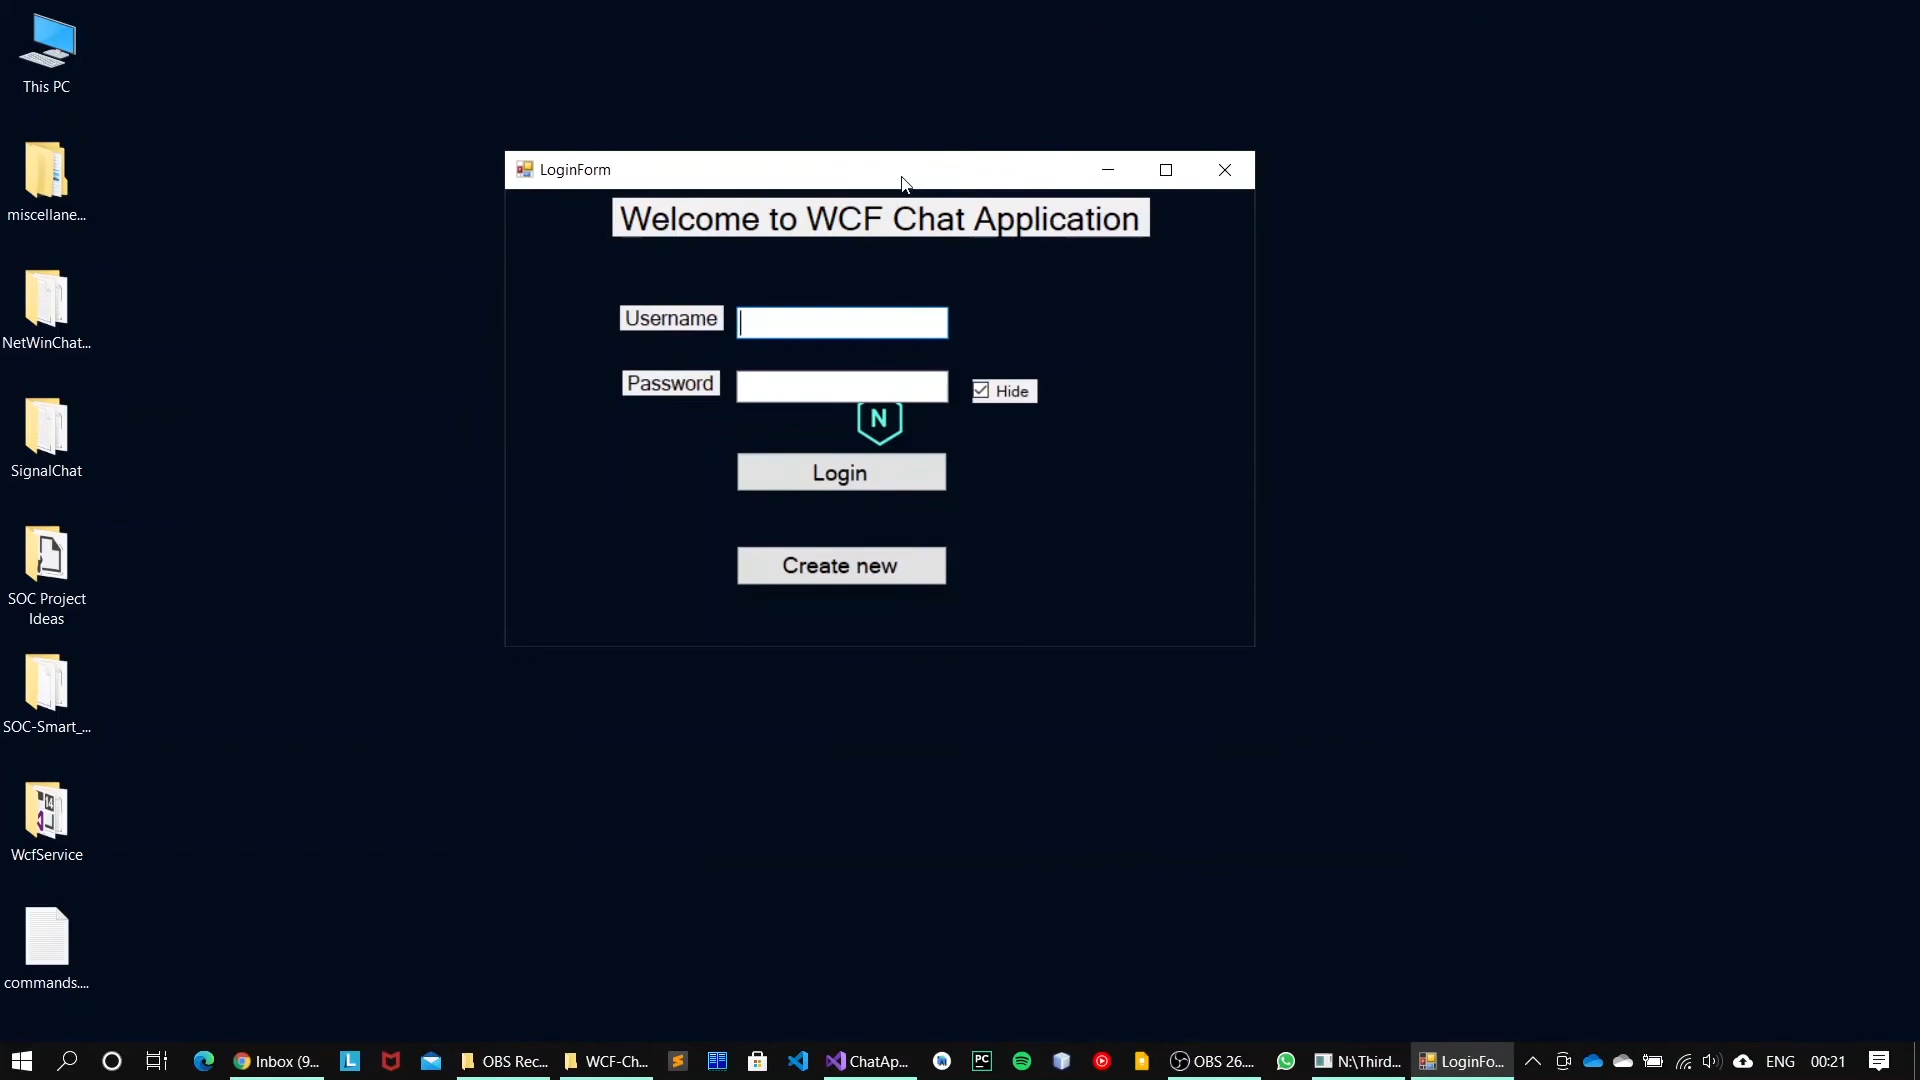 This PC
miscellane...
NetWinChat...
SignalChat
SOC Project
Ideas
SOC-Smart_...
WcfService
commands....
LoginForm
Welcome to WCF Chat Application
Username
Password
Hide
N
Login
Create new
Inbox (9...
L
OBS Rec...
WCF-Ch...
ChatAp...
PC
OBS 26....
N:\Third...
LoginFo...
ENG
00:21